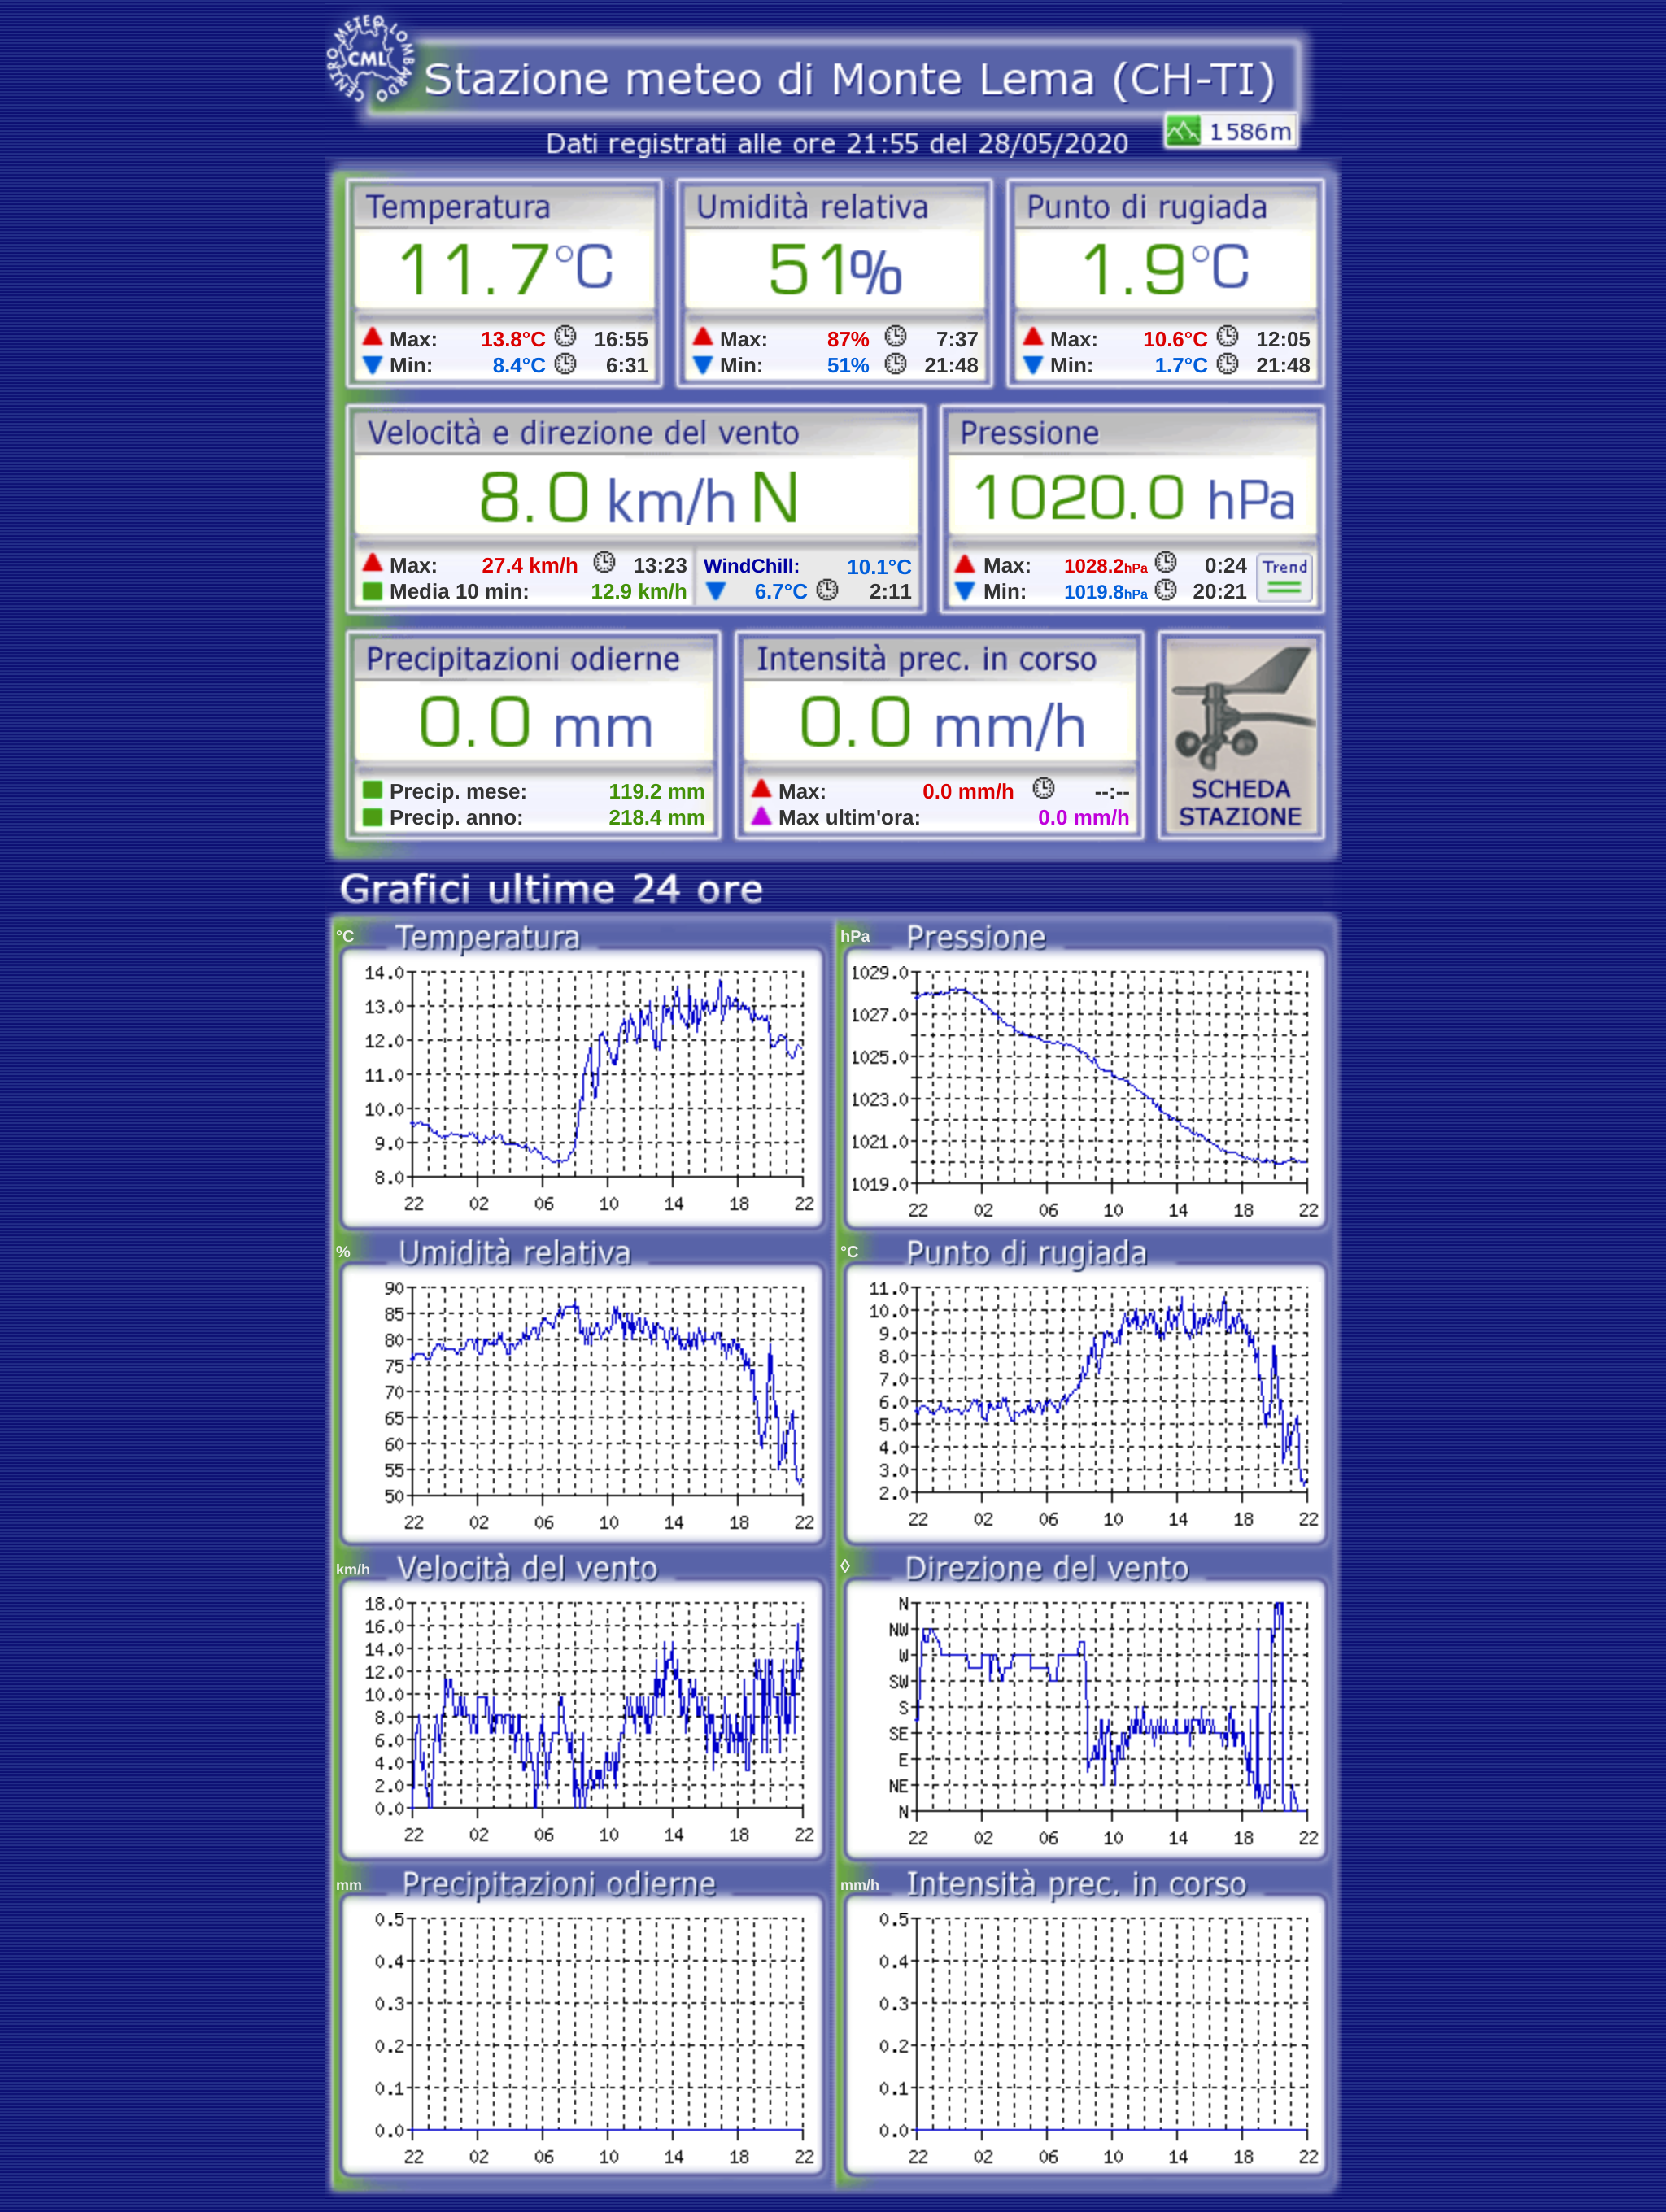 CENTRO METEO LOMBARDO
CML
Stazione meteo di Monte Lema (CH-TI)
1586m
Dati registrati alle ore 21:55 del 28/05/2020
Temperatura Umidità relativa Punto di rugiada
11.7°C 51% 1.9°C
Max: 13.8°C 16:55 Max: 87% 7:37 Max: 10.6°C 12:05
Min: 8.4°C 6:31 Min: 51% 21:48 Min: 1.7°C 21:48
Velocità e direzione del vento Pressione
8.0 km/h N 1020.0 hPa
Max: 27.4 km/h 13:23 WindChill: 10.1°C Max: 1028.2hPa 0:24 Trend
Media 10 min: 12.9 km/h 6.7°C 2:11 Min: 1019.8hPa 20:21
Precipitazioni odierne Intensità prec. in corso
0.0 mm 0.0 mm/h
Precip. mese: 119.2 mm Max: 0.0 mm/h --:-- SCHEDA
Precip. anno: 218.4 mm Max ultim'ora: 0.0 mm/h STAZIONE
Grafici ultime 24 ore
°C Temperatura
14.0
13.0
12.0
11.0
10.0
9.0
8.0
22 02 06 10 14 18 22
hPa Pressione
1029.0
1027.0
1025.0
1023.0
1021.0
1019.0
22 02 06 10 14 18 22
% Umidità relativa
90
85
80
75
70
65
60
55
50
22 02 06 10 14 18 22
°C Punto di rugiada
11.0
10.0
9.0
8.0
7.0
6.0
5.0
4.0
3.0
2.0
22 02 06 10 14 18 22
km/h Velocità del vento
18.0
16.0
14.0
12.0
10.0
8.0
6.0
4.0
2.0
0.0
22 02 06 10 14 18 22
◊ Direzione del vento
N
NW
W
SW
S
SE
E
NE
N
22 02 06 10 14 18 22
mm Precipitazioni odierne
0.5
0.4
0.3
0.2
0.1
0.0
22 02 06 10 14 18 22
mm/h Intensità prec. in corso
0.5
0.4
0.3
0.2
0.1
0.0
22 02 06 10 14 18 22